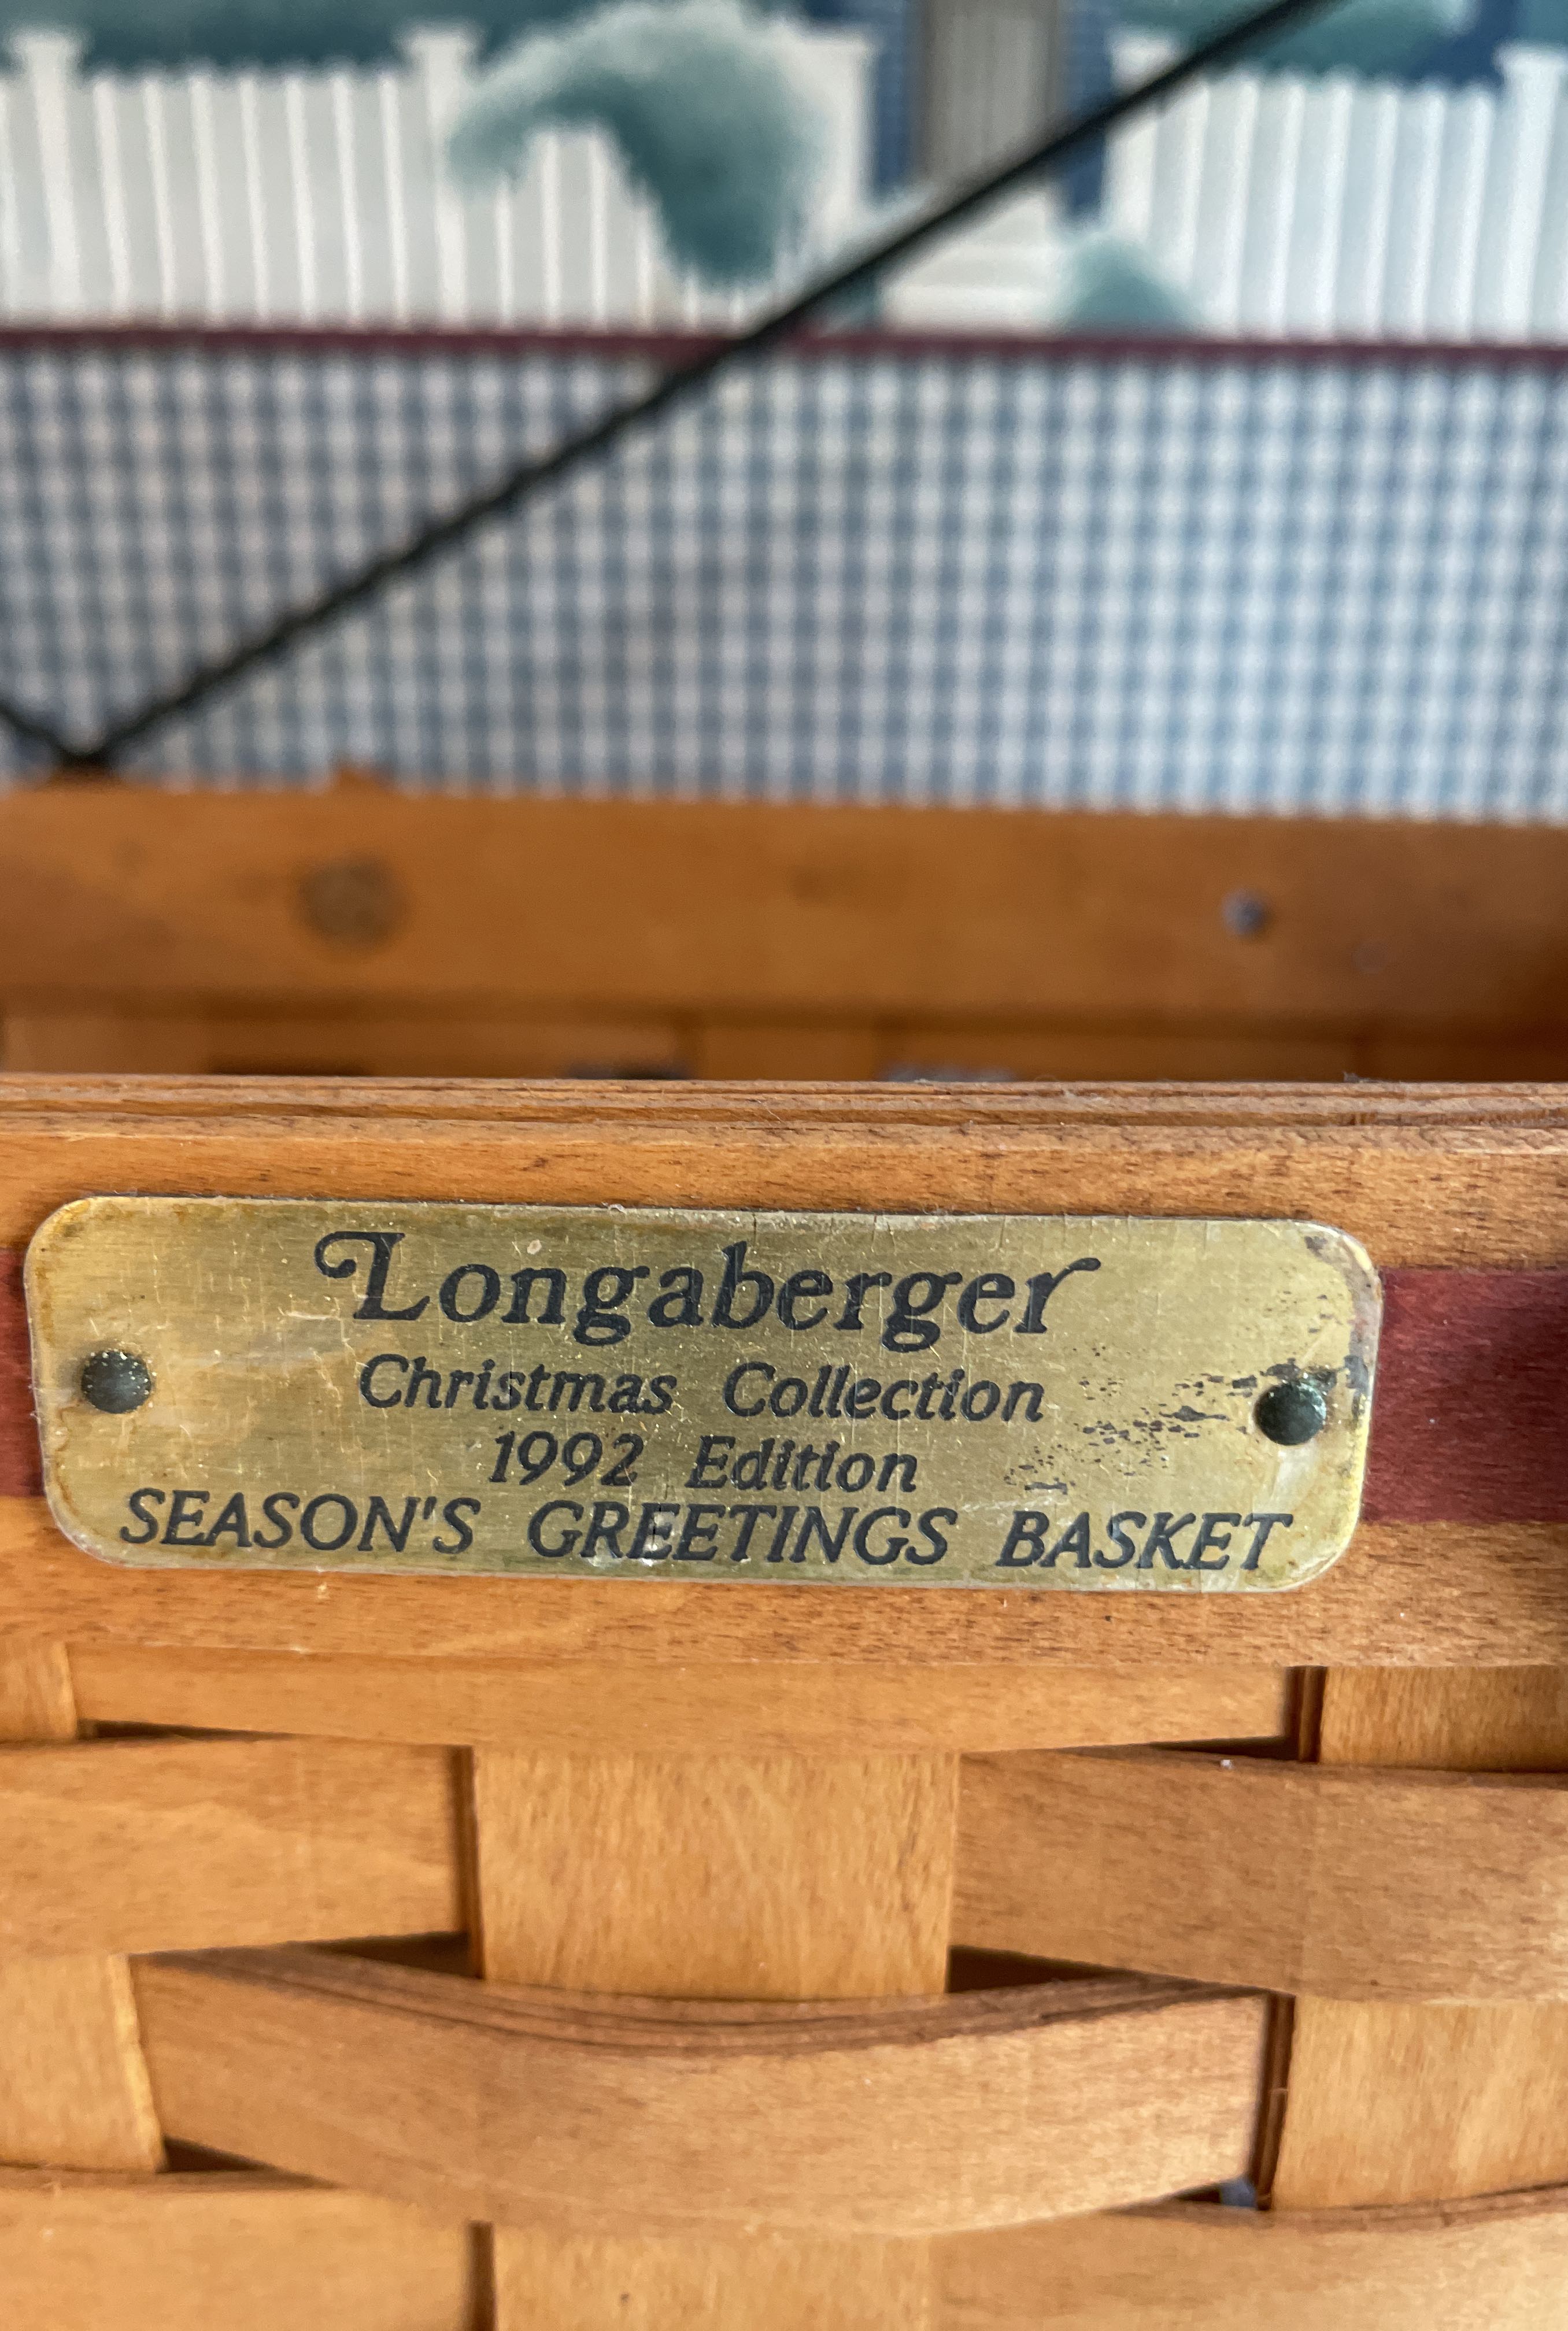 Longaberger
Christmas Collection
1992 Edition
SEASON'S GREETINGS BASKET